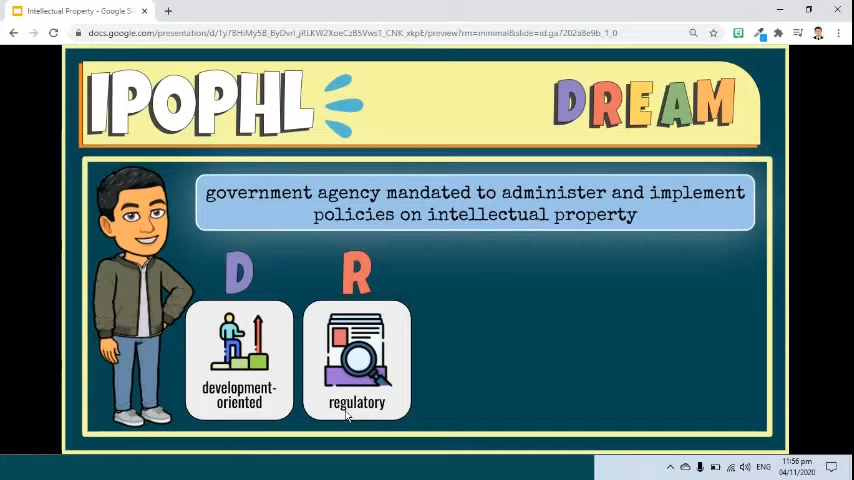 Intellectual Property - Google Sl
docs.google.com/presentation/d/1y7BHiMy5B_ByDvrl_jRLKW2XoeCzB5VwsT_CNK_xkpE/preview?rm=minimal&slide=id.ga7202a8e9b_1_0
IPOPHL
DREAM
government agency mandated to administer and implement
policies on intellectual property
D
R
development-
oriented
regulatory
ENG
11:56 pm
04/11/2020